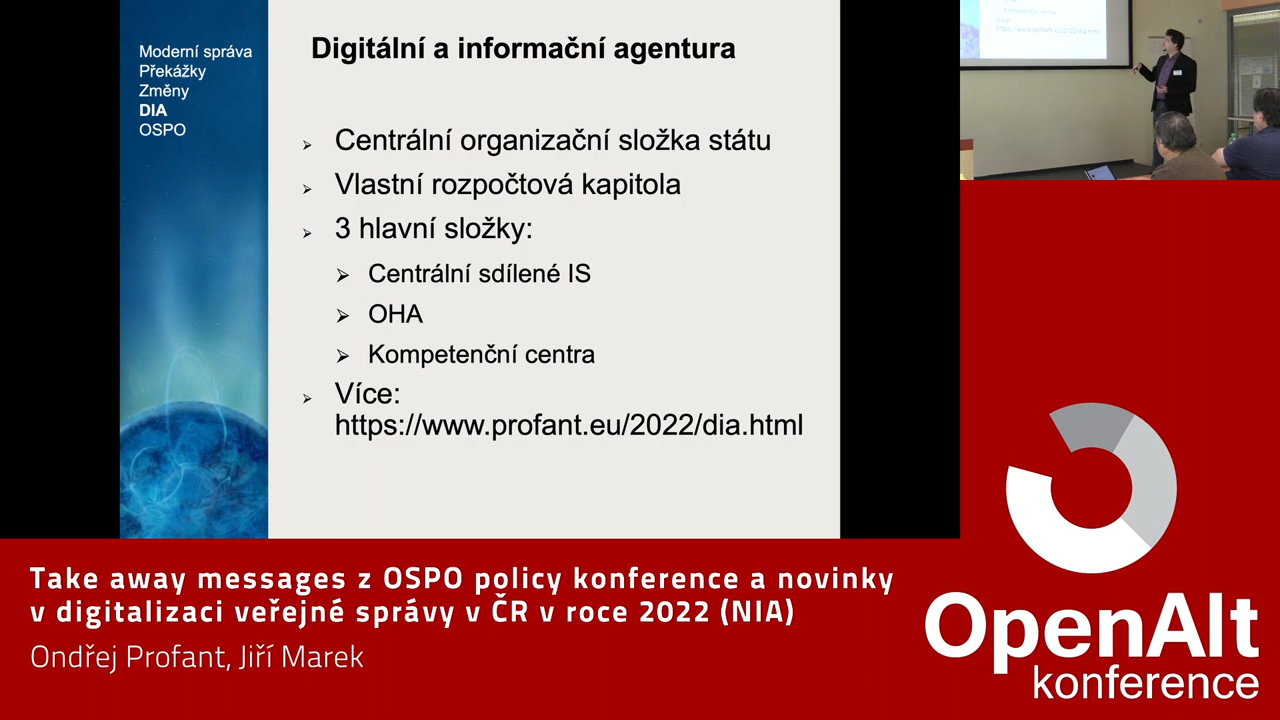 Moderní správa
Překážky
Změny
DIA
OSPO
Digitální a informační agentura
Centrální organizační složka státu
Vlastní rozpočtová kapitola
3 hlavní složky:
Centrální sdílené IS
OHA
Kompetenční centra
Více:
https://www.profant.eu/2022/dia.html
Take away messages z OSPO policy konference a novinky
v digitalizaci veřejné správy v ČR v roce 2022 (NIA)
Ondřej Profant, Jiří Marek
OpenAlt
konference